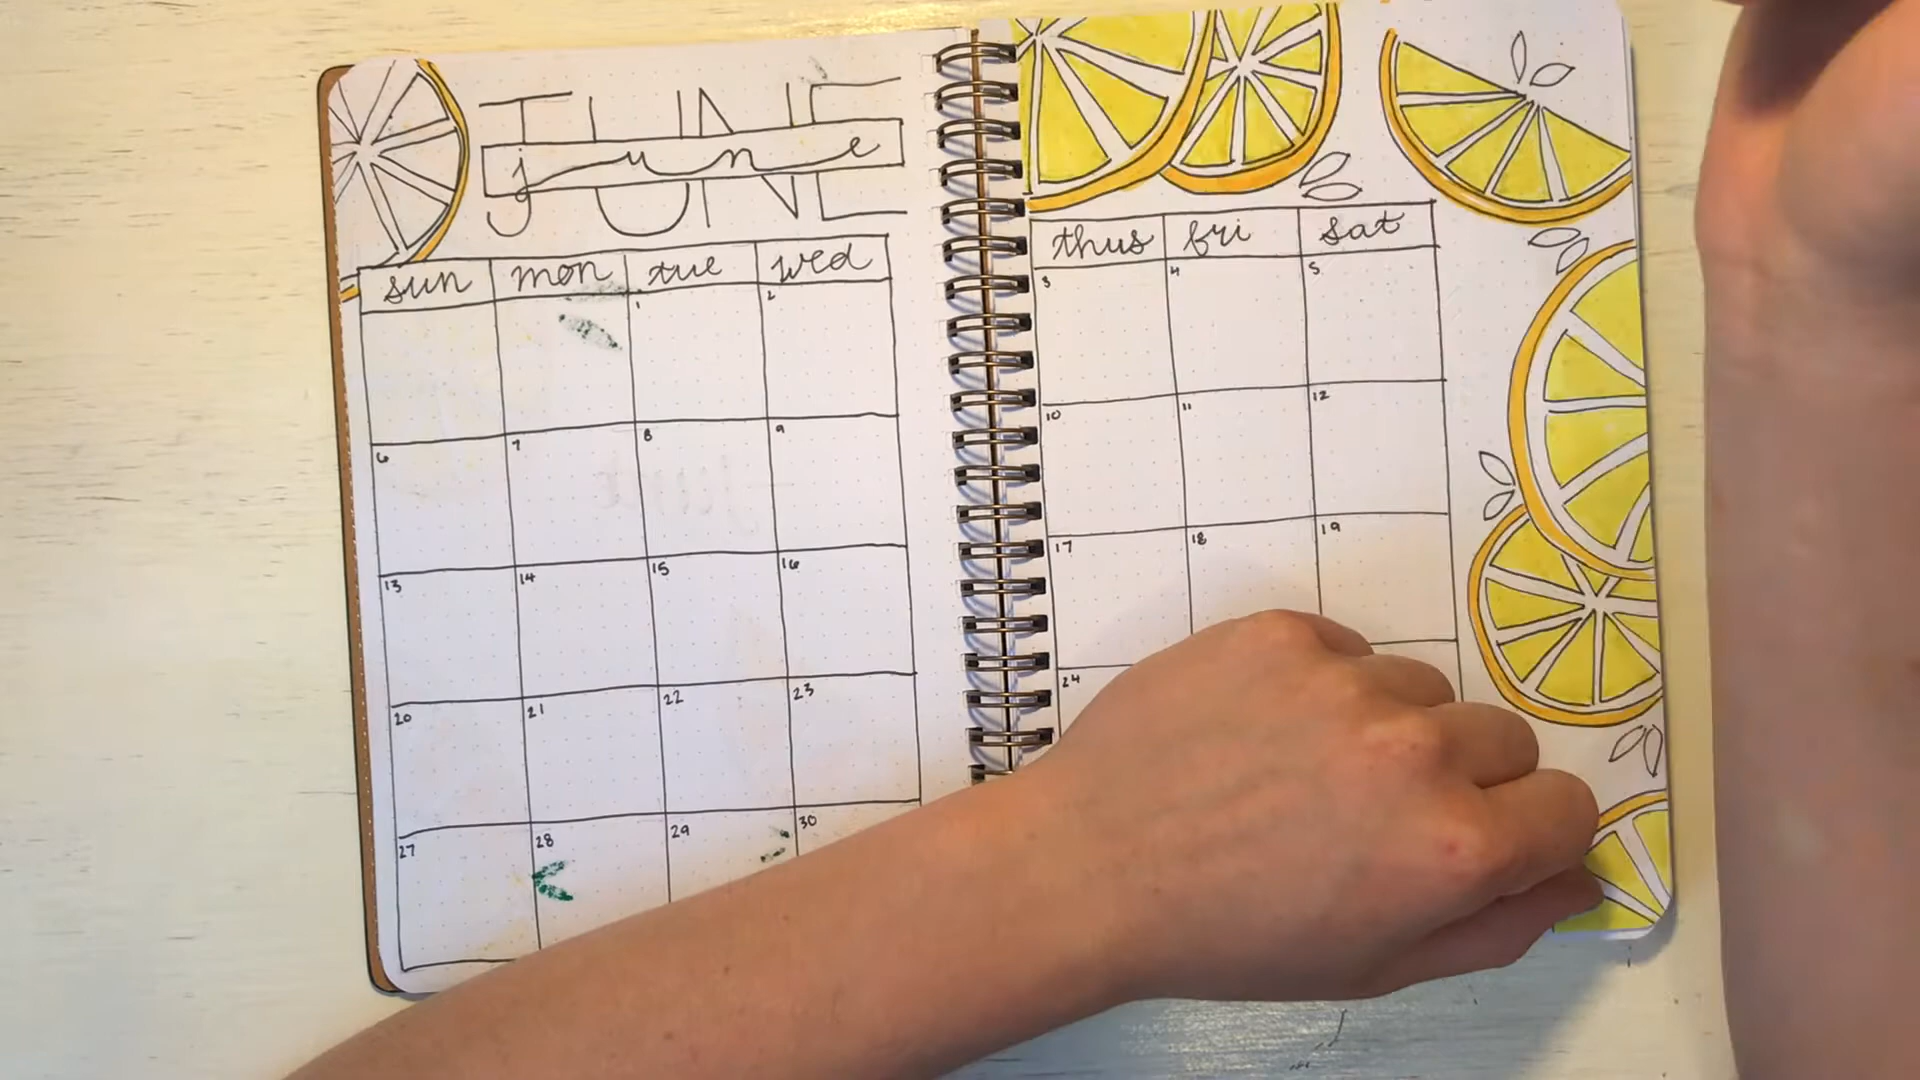 JUNE
june
sun mon tue wed
1 2
6 7 8 9
13 14 15 16
20 21 22 23
27 28 29 30
thus fri sat
3 4 5
10 11 12
17 18 19
24